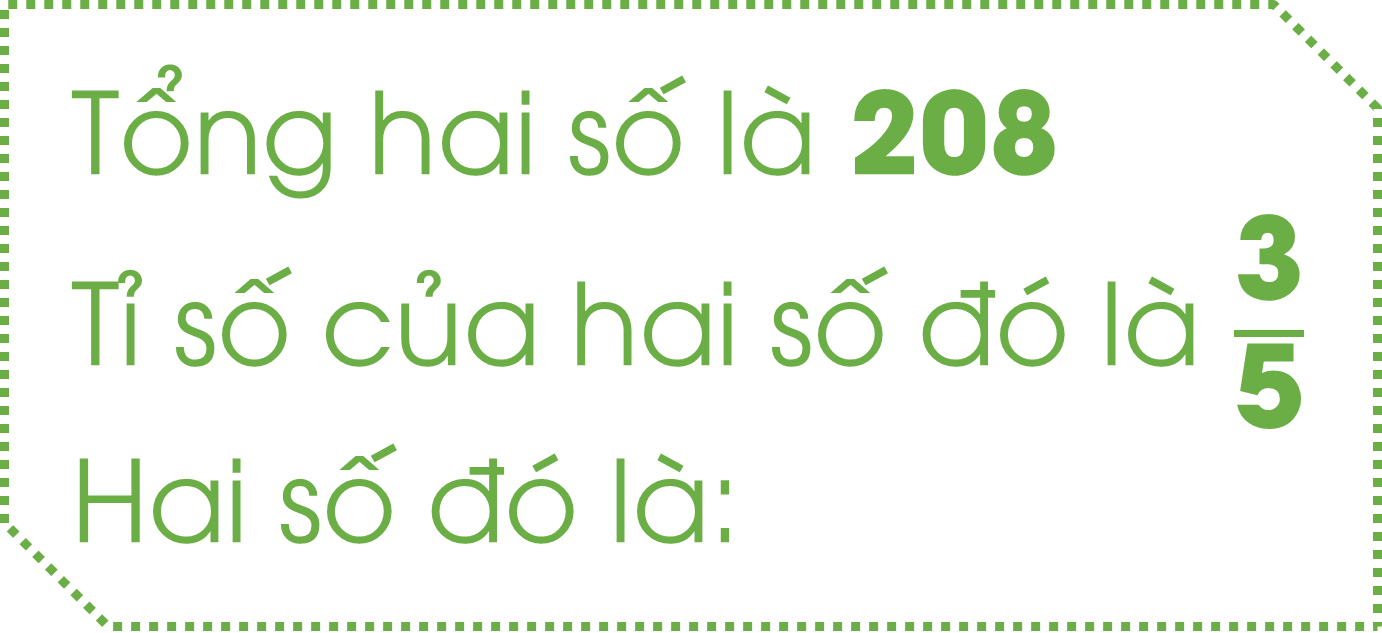 Tổng hai số là 208
Tỉ số của hai số đó là 3/5
Hai số đó là: